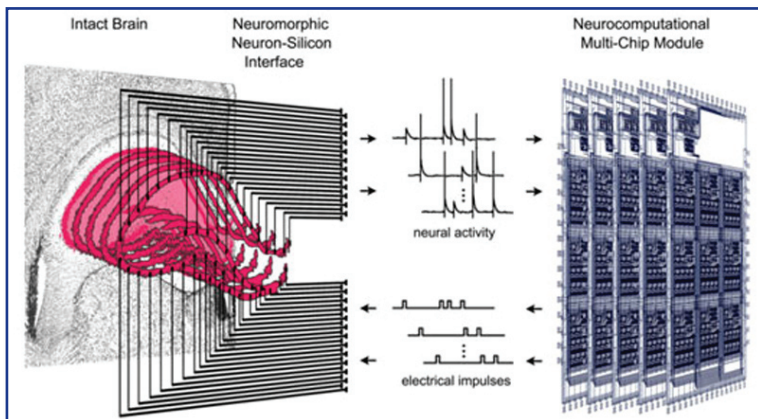 Intact Brain
Neuromorphic
Neuron-Silicon
Interface
Neurocomputational
Multi-Chip Module
neural activity
electrical impulses